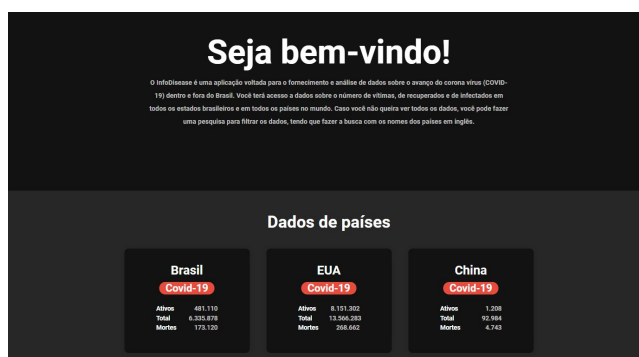 Seja bem-vindo!
O InfoDisease é uma aplicação voltada para o fornecimento e análise de dados sobre o avanço do corona vírus (COVID-
19) dentro e fora do Brasil. Você terá acesso a dados sobre o número de vítimas, de recuperados e de infectados em
todos os estados brasileiros e em todos os países no mundo. Caso você não queira ver todos os dados, você pode fazer
uma pesquisa para filtrar os dados, tendo que fazer a busca com os nomes dos países em inglês.
Dados de países
Brasil
Covid-19
Ativos 481.110
Total 6.335.878
Mortes 173.120
EUA
Covid-19
Ativos 8.151.302
Total 13.566.283
Mortes 268.662
China
Covid-19
Ativos 1.208
Total 92.984
Mortes 4.743